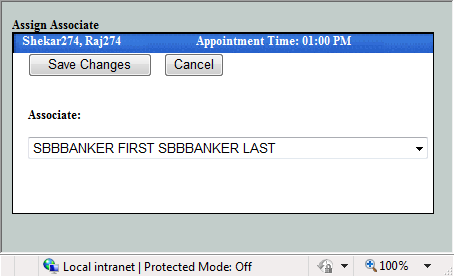 Assign Associate
Shekar274, Raj274 Appointment Time: 01:00 PM
Save Changes Cancel
Associate:
SBBBANKER FIRST SBBBANKER LAST
Local intranet | Protected Mode: Off 100%